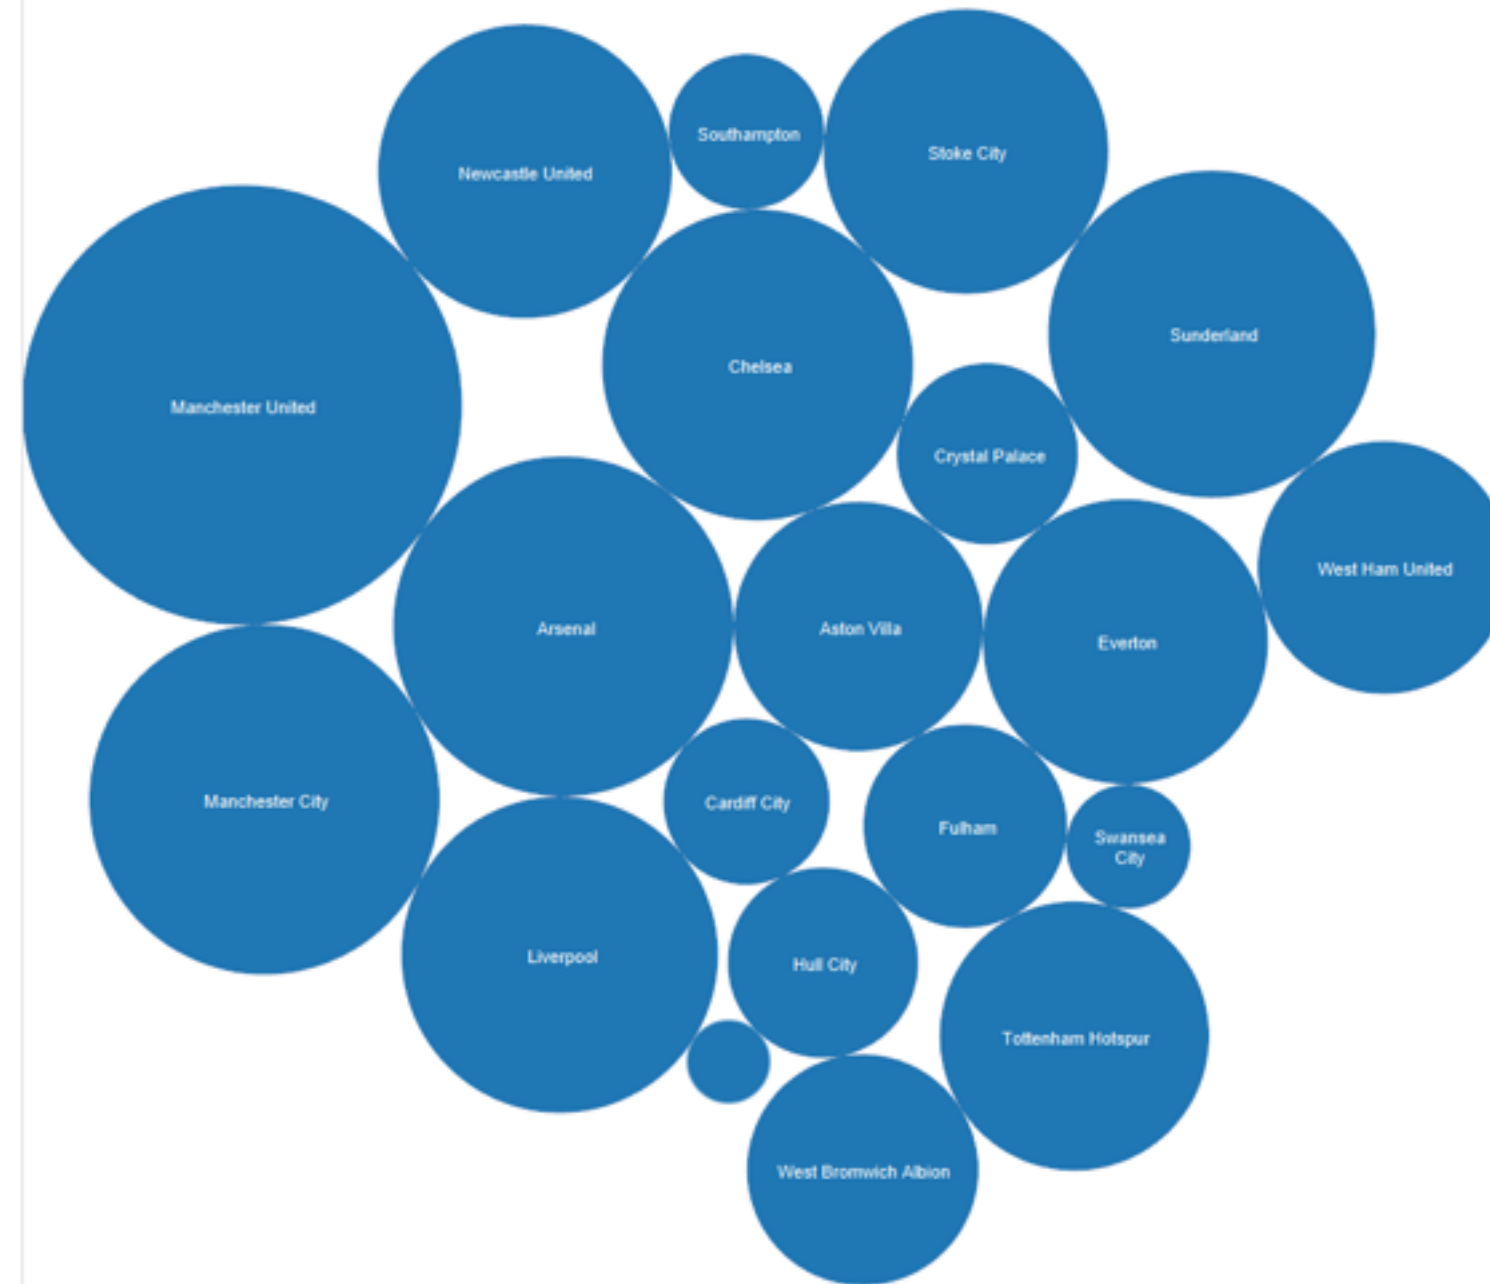 Southampton
Stoke City
Newcastle United
Sunderland
Chelsea
Manchester United
Crystal Palace
West Ham United
Arsenal
Aston Villa
Everton
Manchester City
Cardiff City
Fulham
Swansea
City
Liverpool
Hull City
Tottenham Hotspur
West Bromwich Albion